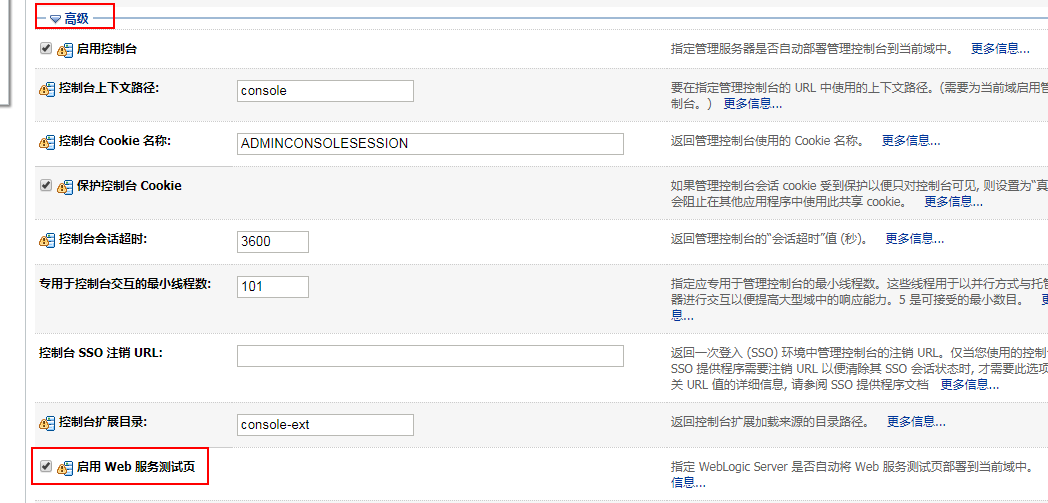 高级
启用控制台
指定管理服务器是否自动部署管理控制台到当前域中。 更多信息...
控制台上下文路径:
console
要在指定管理控制台的 URL 中使用的上下文路径。(需要为当前域启用管
制台。) 更多信息...
控制台 Cookie 名称:
ADMINCONSOLESESSION
返回管理控制台使用的 Cookie 名称。 更多信息...
保护控制台 Cookie
如果管理控制台会话 cookie 受到保护以便只对控制台可见, 则设置为“真
会阻止在其他应用程序中使用此共享 cookie。 更多信息...
控制台会话超时:
3600
返回管理控制台的“会话超时”值 (秒)。 更多信息...
专用于控制台交互的最小线程数:
101
指定应专用于管理控制台的最小线程数。这些线程用于以并行方式与托管
器进行交互以便提高大型域中的响应能力。5 是可接受的最小数目。 更
息...
控制台 SSO 注销 URL:
返回一次登入 (SSO) 环境中管理控制台的注销 URL。仅当您使用的控制台
SSO 提供程序需要注销 URL 以便清除其 SSO 会话状态时, 才需要此选项
关 URL 值的详细信息, 请参阅 SSO 提供程序文档 更多信息...
控制台扩展目录:
console-ext
返回控制台扩展加载来源的目录路径。 更多信息...
启用 Web 服务测试页
指定 WebLogic Server 是否自动将 Web 服务测试页部署到当前域中。
信息...